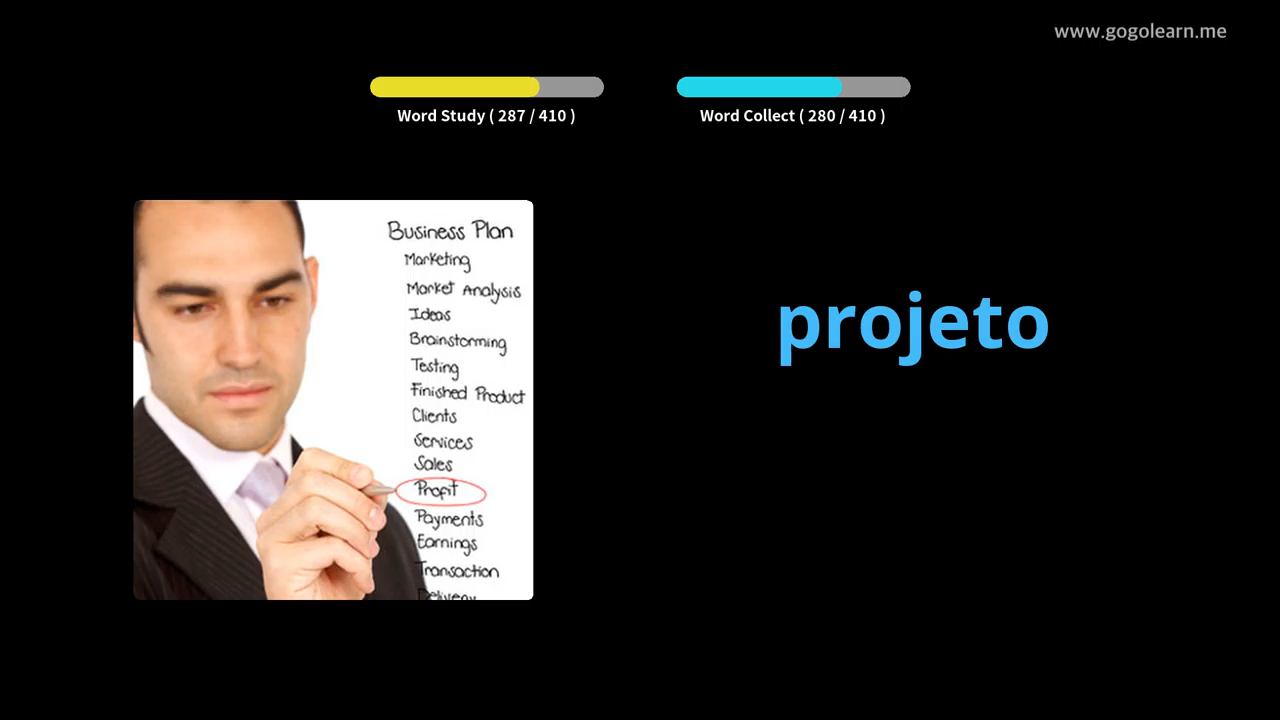 www.gogolearn.me
Word Study ( 287 / 410 )
Word Collect ( 280 / 410 )
Business Plan
Marketing
Market Analysis
Ideas
Brainstorming
Testing
Finished Product
Clients
Services
Sales
Profit
Payments
Earnings
Transaction
Delivery
projeto